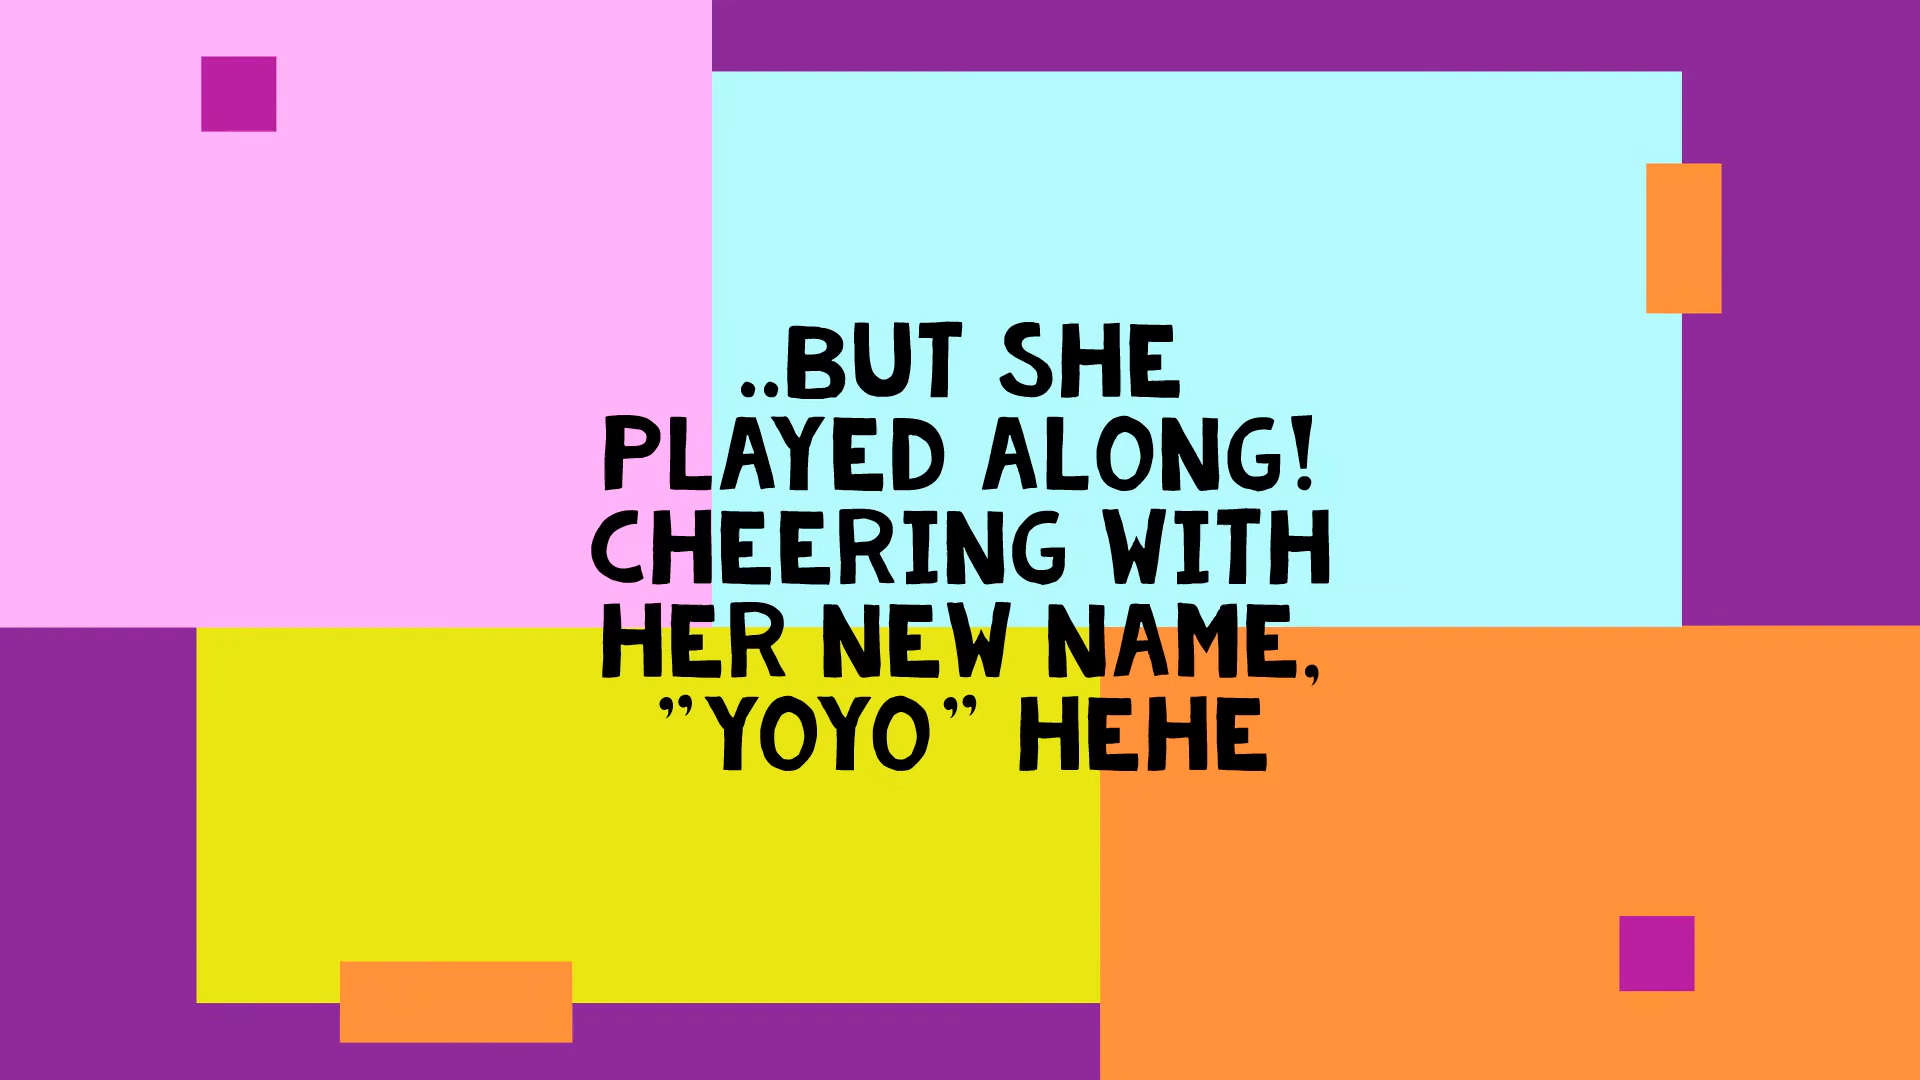 ..BUT SHE
PLAYED ALONG!
CHEERING WITH
HER NEW NAME,
”YOYO” HEHE